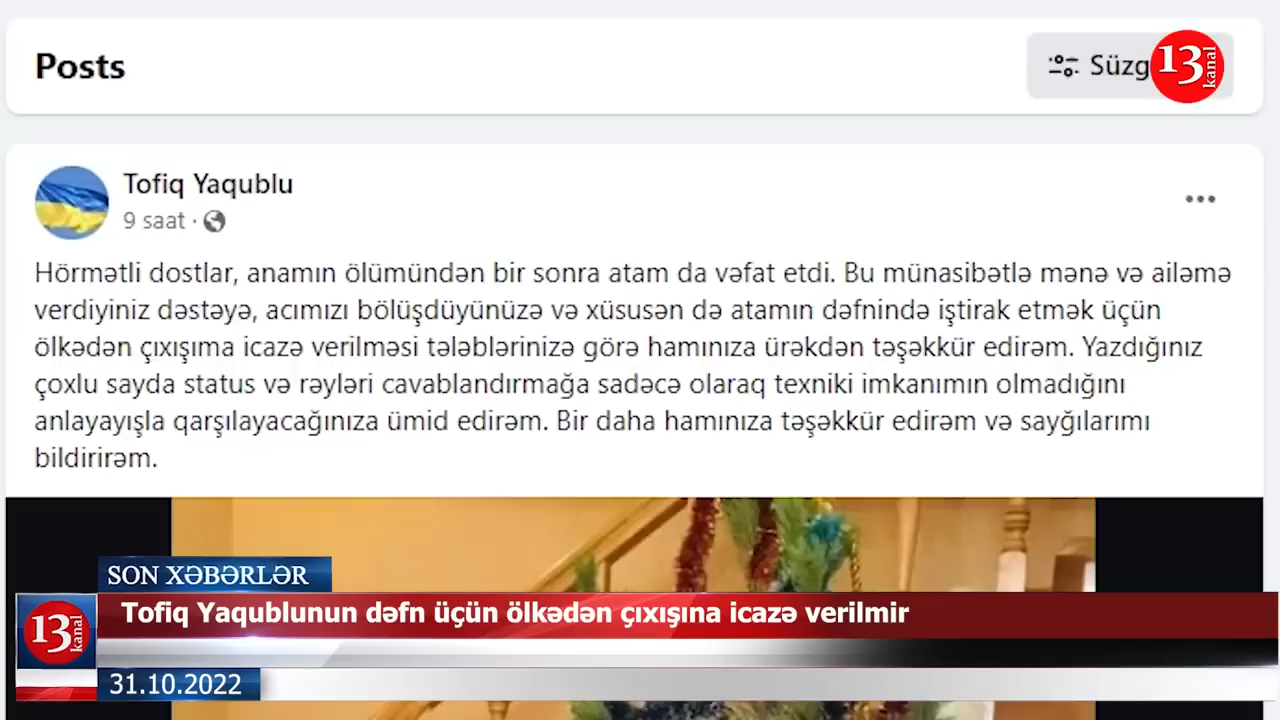 Posts
Süzg
13 kanal
Tofiq Yaqublu
9 saat ·
Hörmətli dostlar, anamın ölümündən bir sonra atam da vəfat etdi. Bu münasibətlə mənə və ailəmə
verdiyiniz dəstəyə, acımızı bölüşdüyünüzə və xüsusən də atamın dəfnində iştirak etmək üçün
ölkədən çıxışıma icazə verilməsi tələblərinizə görə hamınıza ürəkdən təşəkkür edirəm. Yazdığınız
çoxlu sayda status və rəyləri cavablandırmağa sadəcə olaraq texniki imkanımın olmadığını
anlayayışla qarşılayacağınıza ümid edirəm. Bir daha hamınıza təşəkkür edirəm və sayğılarımı
bildirirəm.
SON XƏBƏRLƏR
Tofiq Yaqublunun dəfn üçün ölkədən çıxışına icazə verilmir
13 kanal
31.10.2022